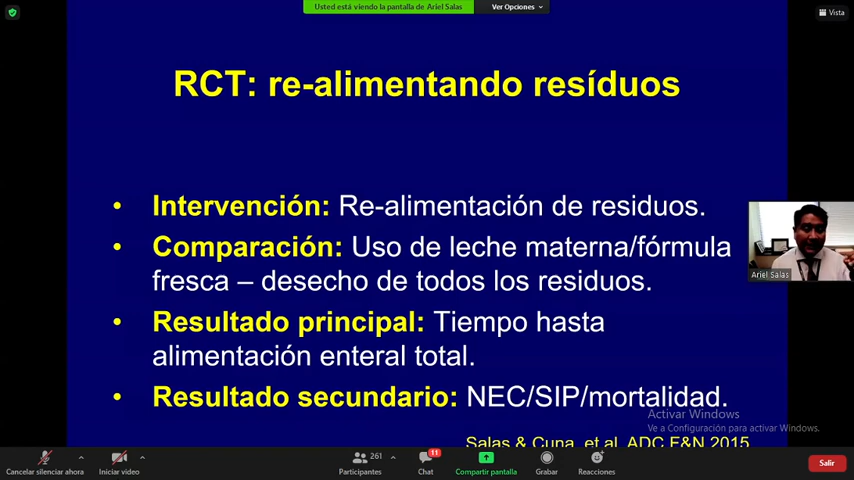 Usted está viendo la pantalla de Ariel Salas
Ver Opciones
Vista
RCT: re-alimentando resíduos
• Intervención: Re-alimentación de residuos.
• Comparación: Uso de leche materna/fórmula
fresca – desecho de todos los residuos.
• Resultado principal: Tiempo hasta
alimentación enteral total.
• Resultado secundario: NEC/SIP/mortalidad.
Ariel Salas
Activar Windows
Ve a Configuración para activar Windows.
Salas & Cuna, et al. ADC F&N 2015
Cancelar silenciar ahora
Iniciar video
261
Participantes
11
Chat
Compartir pantalla
Grabar
Reacciones
Salir